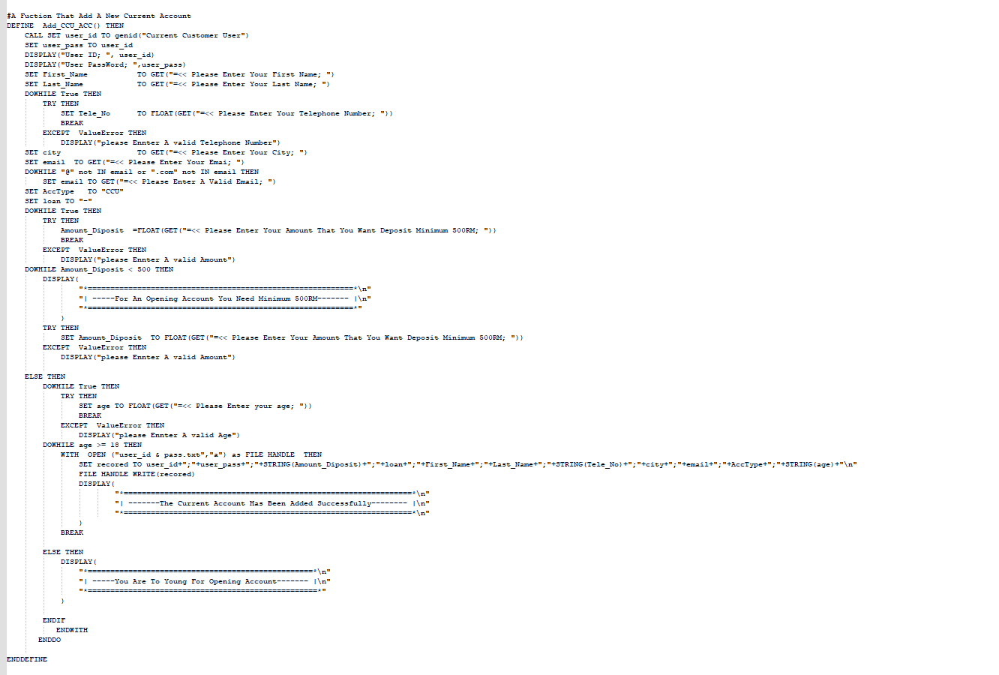 #A Fuction That Add A New Current Account
DEFINE  Add_CCU_ACC() THEN
    CALL SET user_id TO genid("Current Customer User")
    SET user_pass TO user_id
    DISPLAY("User ID; ", user_id)
    DISPLAY("User PassWord; ",user_pass)
    SET First_Name           TO GET("=<< Please Enter Your First Name; ")
    SET Last_Name            TO GET("=<< Please Enter Your Last Name; ")
    DOWHILE True THEN
        TRY THEN
            SET Tele_No      TO FLOAT(GET("=<< Please Enter Your Telephone Number; "))
            BREAK
        EXCEPT  ValueError THEN
            DISPLAY("please Ennter A valid Telephone Number")
    SET city                 TO GET("=<< Please Enter Your City; ")
    SET email  TO GET("=<< Please Enter Your Emai; ")
    DOWHILE "@" not IN email or ".com" not IN email THEN
        SET email TO GET("=<< Please Enter A Valid Email; ")
    SET AccType   TO "CCU"
    SET loan TO "-"
    DOWHILE True THEN
        TRY THEN
            Amount_Diposit  =FLOAT(GET("=<< Please Enter Your Amount That You Want Deposit Minimum 500RM; "))
            BREAK
        EXCEPT  ValueError THEN
            DISPLAY("please Ennter A valid Amount")
    DOWHILE Amount_Diposit < 500 THEN
        DISPLAY(
                "*===========================================================*\n"
                "| -----For An Opening Account You Need Minimum 500RM------- |\n"
                "*===========================================================*"
            )
        TRY THEN
            SET Amount_Diposit  TO FLOAT(GET("=<< Please Enter Your Amount That You Want Deposit Minimum 500RM; "))
        EXCEPT  ValueError THEN
            DISPLAY("please Ennter A valid Amount")
    ELSE THEN
        DOWHILE True THEN
            TRY THEN
                SET age TO FLOAT(GET("=<< Please Enter your age; "))
                BREAK
            EXCEPT  ValueError THEN
                DISPLAY("please Ennter A valid Age")
        DOWHILE age >= 18 THEN
            WITH  OPEN ("user_id & pass.txt","a") as FILE HANDLE  THEN
                SET recored TO user_id+";"+user_pass+";"+STRING(Amount_Diposit)+";"+loan+";"+First_Name+";"+Last_Name+";"+STRING(Tele_No)+";"+city+";"+email+";"+AccType+";"+STRING(age)+"\n"
                FILE HANDLE WRITE(recored)
                DISPLAY(
                        "*================================================================*\n"
                        "| -------The Current Account Has Been Added Successfully-------- |\n"
                        "*================================================================*\n"
                )
            BREAK
        ELSE THEN
            DISPLAY(
                "*==================================================*\n"
                "| -----You Are To Young For Opening Account------- |\n"
                "*===================================================*"
            )
        ENDIF
           ENDWITH
       ENDDO
ENDDEFINE